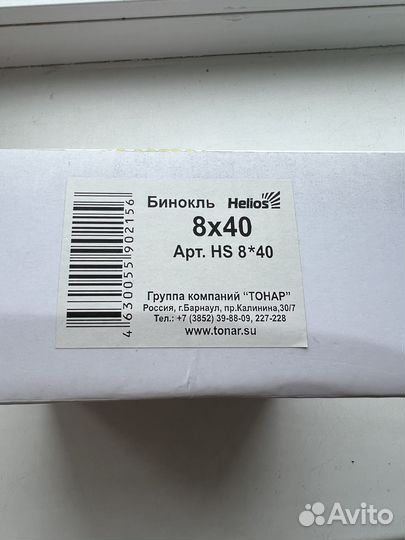 Бинокль Helios
8x40
Арт. HS 8*40
Группа компаний "ТОНАР"
Россия, г.Барнаул, пр.Калинина,30/7
Тел.: +7 (3852) 39-88-09, 227-228
www.tonar.su
4630055902156
Avito